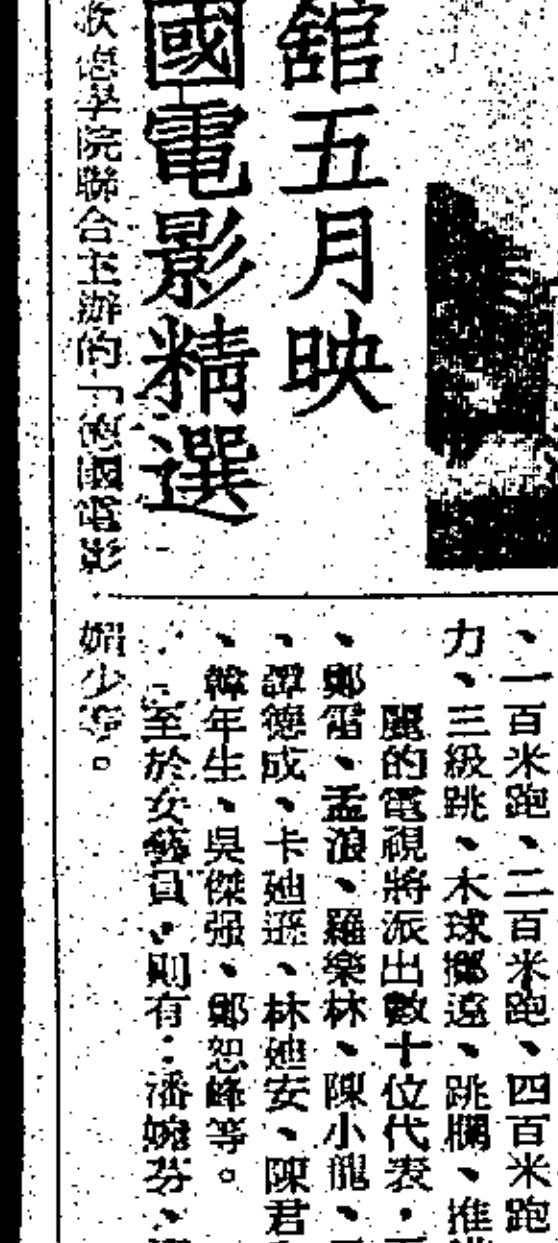 舘五月映
國電影精選
學院聯合主辦的「德國電影
、一百米跑、二百米跑、四百米跑
力、三級跳、木球擲遠、跳欄、推
麗的電視將派出數十位代表,
、鄭雷、孟浪、羅樂林、陳小龍、
、譚德成、卡廸遜、林廸安、陳君
、韓年生、吳傑强、鄭恕峰等。
至於女藝員,則有:潘婉芬、
娟少等。